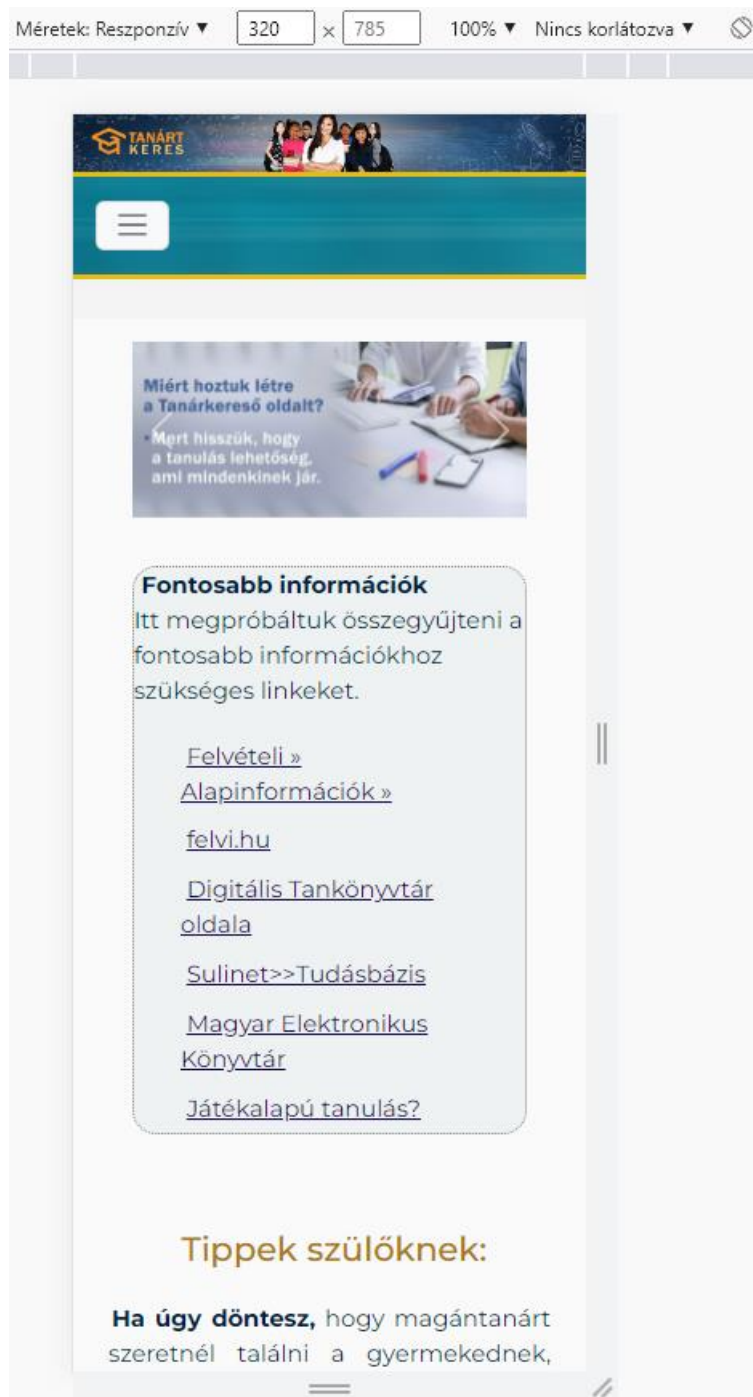 Méretek: Reszponzív ▼ 320 × 785 100% ▼ Nincs korlátozva ▼
TANÁRT
KERES
Miért hoztuk létre
a Tanárkereső oldalt?
• Mert hisszük, hogy
a tanulás lehetőség,
ami mindenkinek jár.
Fontosabb információk
Itt megpróbáltuk összegyűjteni a
fontosabb információkhoz
szükséges linkeket.
Felvételi »
Alapinformációk »
felvi.hu
Digitális Tankönyvtár
oldala
Sulinet>>Tudásbázis
Magyar Elektronikus
Könyvtár
Játékalapú tanulás?
Tippek szülőknek:
Ha úgy döntesz, hogy magántanárt
szeretnél találni a gyermekednek,